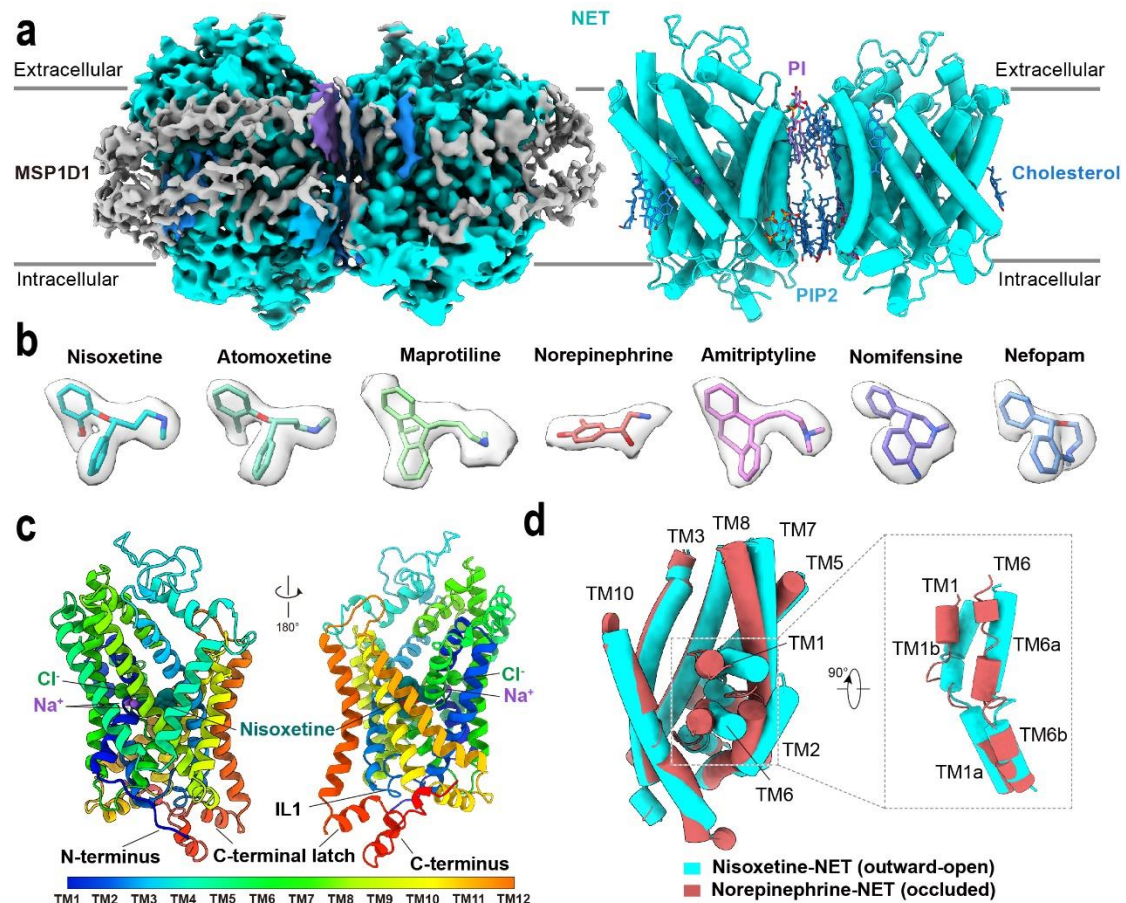 a
NET
Extracellular
PI
Extracellular
MSP1D1
Cholesterol
Intracellular
Intracellular
PIP2
b
Nisoxetine
Atomoxetine
Maprotiline
Norepinephrine
Amitriptyline
Nomifensine
Nefopam
c
180°
Cl-
Na+
Cl-
Na+
Nisoxetine
IL1
N-terminus
C-terminal latch
C-terminus
TM1 TM2 TM3 TM4 TM5 TM6 TM7 TM8 TM9 TM10 TM11 TM12
d
TM8
TM7
TM3
TM5
TM10
TM1
TM2
TM6
90°
TM6
TM1
TM1b
TM6a
TM6b
TM1a
Nisoxetine-NET (outward-open)
Norepinephrine-NET (occluded)